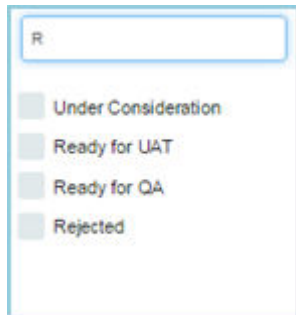 R
Under Consideration
Ready for UAT
Ready for QA
Rejected